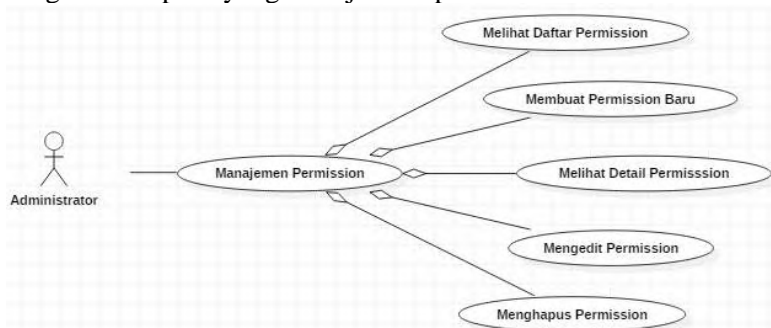 Melihat Daftar Permission
Membuat Permission Baru
Manajemen Permission
Melihat Detail Permisssion
Administrator
Mengedit Permission
Menghapus Permission